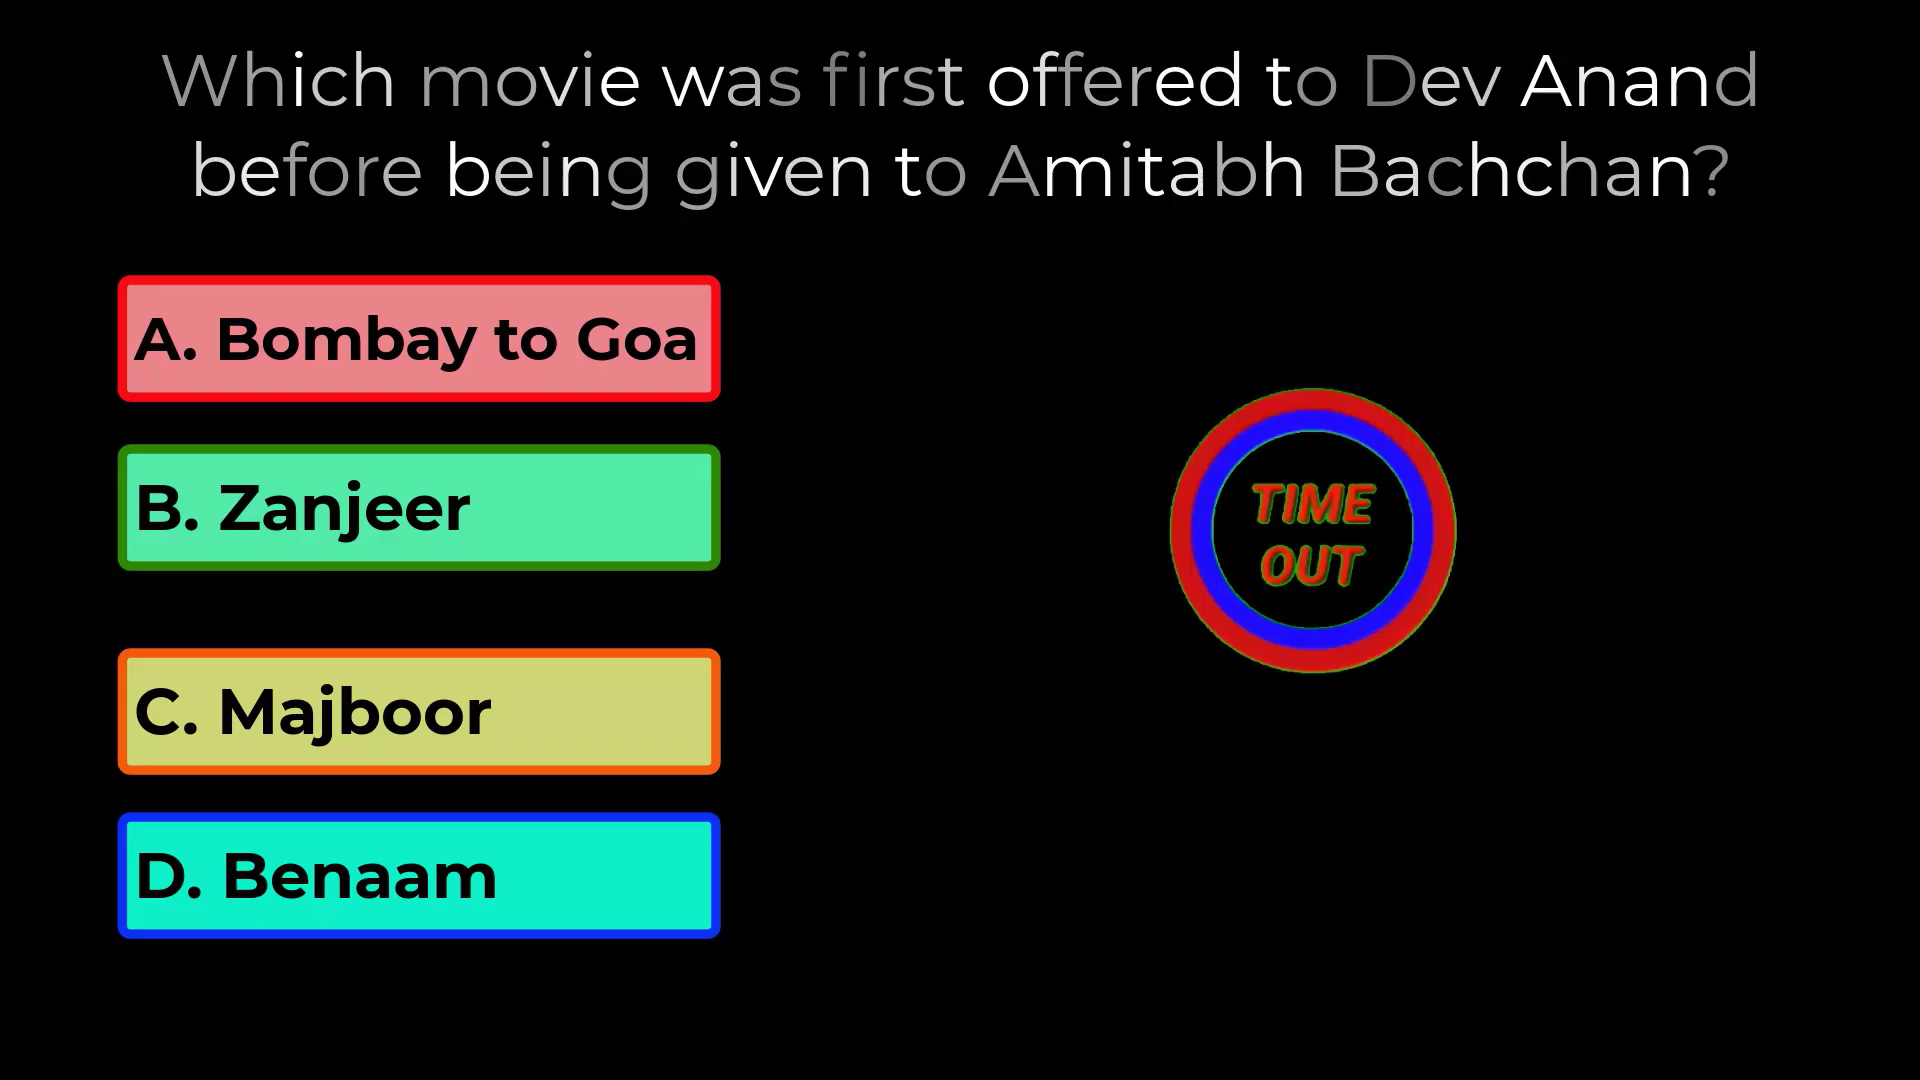 Which movie was first offered to Dev Anand
before being given to Amitabh Bachchan?
A. Bombay to Goa
B. Zanjeer
C. Majboor
D. Benaam
TIME
OUT